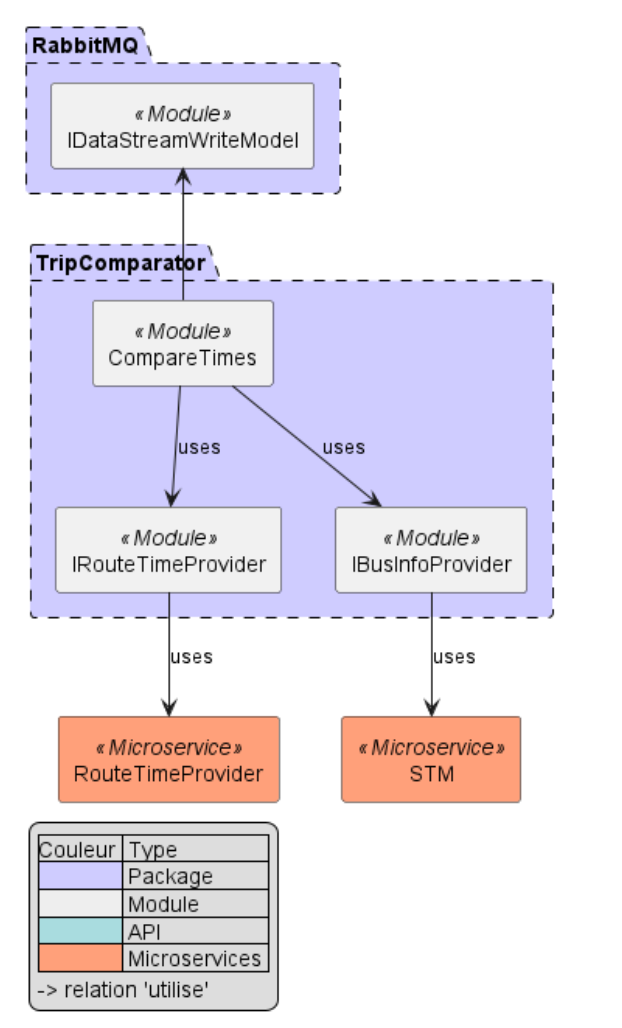 RabbitMQ
«Module»
IDataStreamWriteModel
TripComparator
«Module»
CompareTimes
uses
uses
«Module»
IRouteTimeProvider
«Module»
IBusInfoProvider
uses
uses
«Microservice»
RouteTimeProvider
«Microservice»
STM
Couleur Type
Package
Module
API
Microservices
-> relation 'utilise'